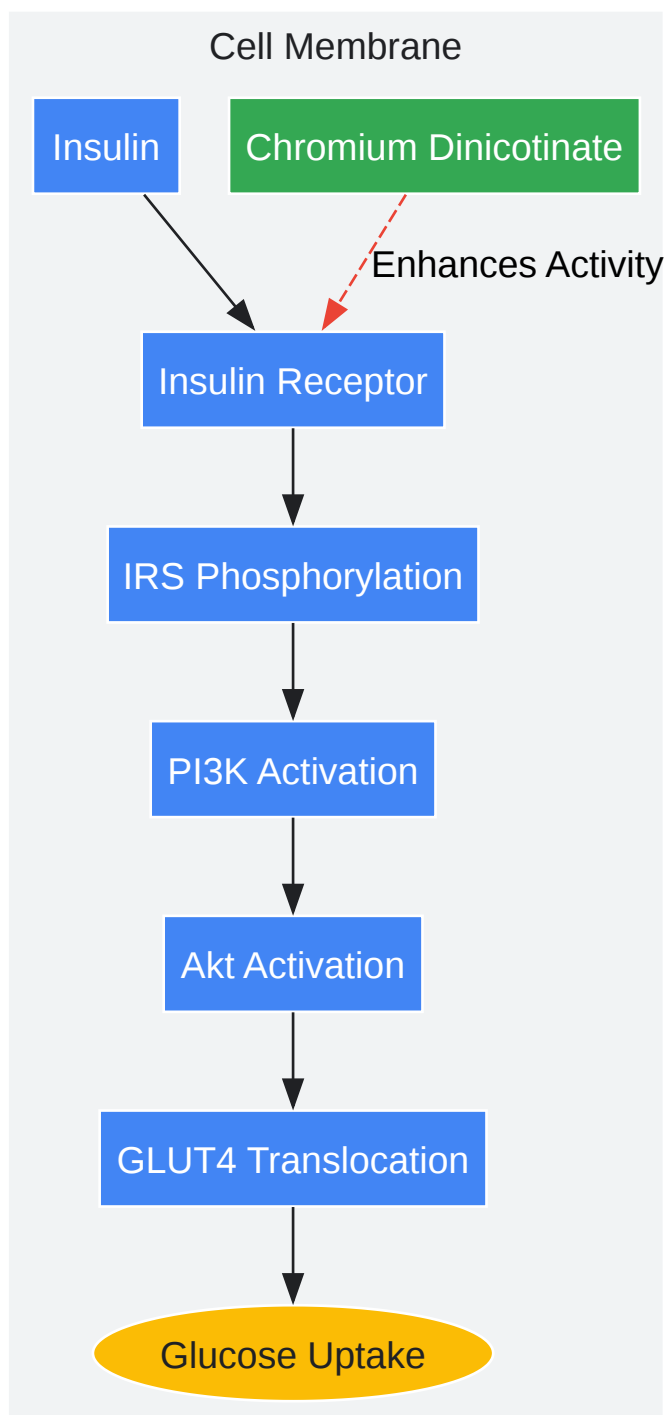 Cell Membrane
Insulin
Chromium Dinicotinate
Enhances Activity
Insulin Receptor
IRS Phosphorylation
PI3K Activation
Akt Activation
GLUT4 Translocation
Glucose Uptake